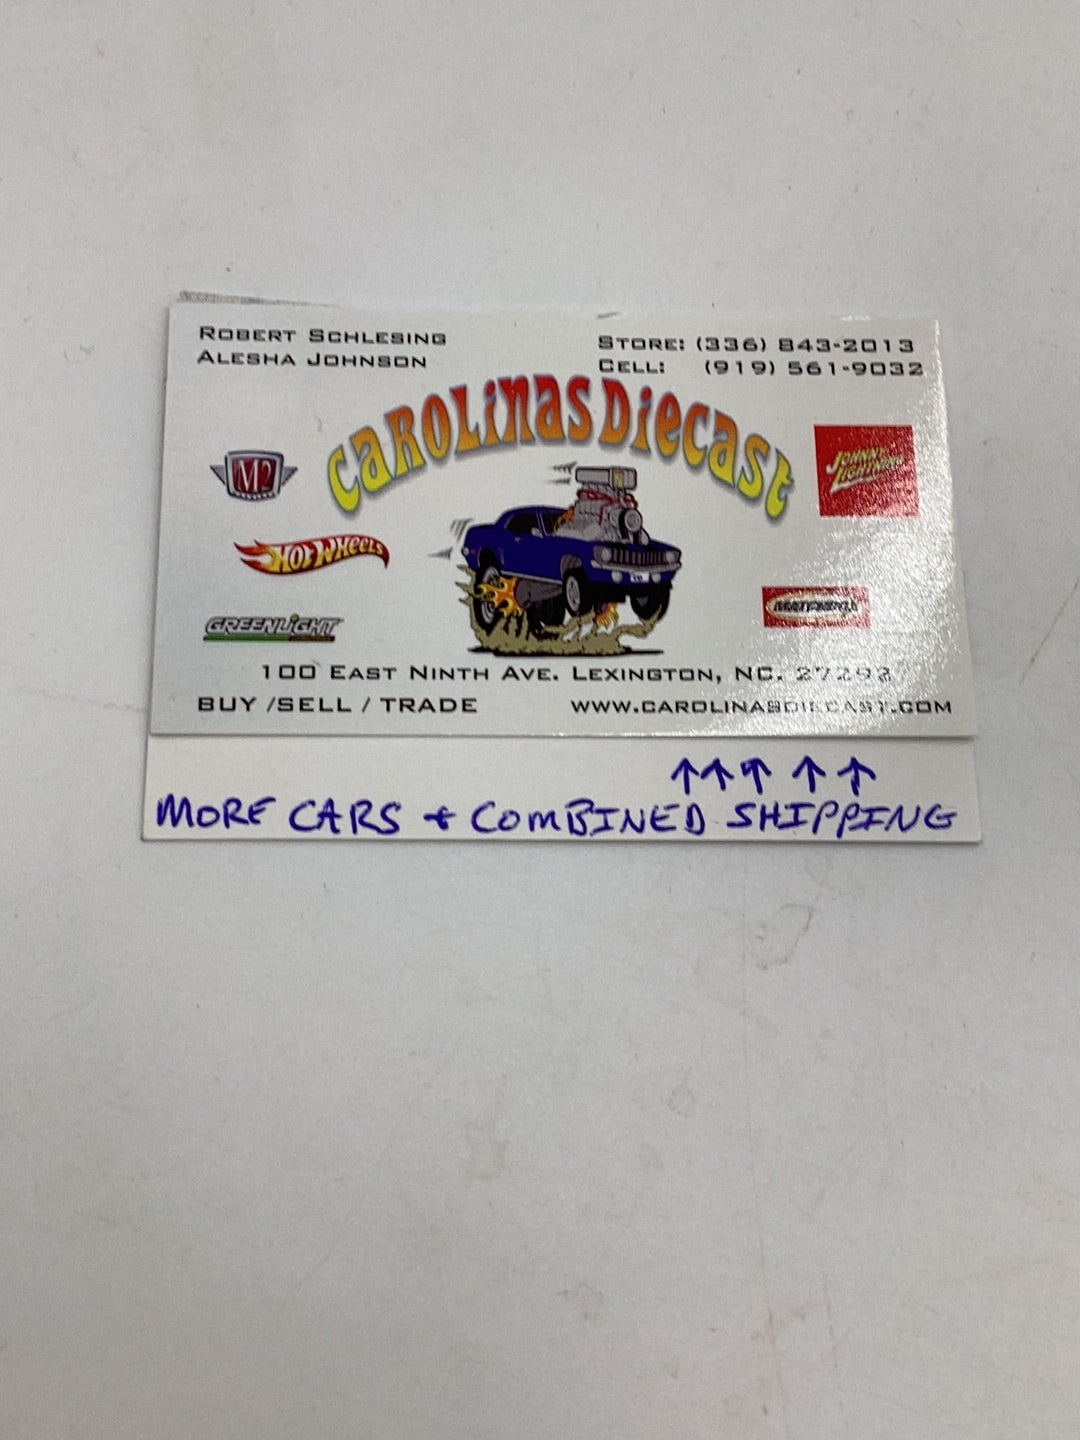 ROBERT SCHLESING
ALESHA JOHNSON
STORE: (336) 843-2013
CELL: (919) 561-9032
CAROLINAS DIECAST
M2
JOHNNY LIGHTNING
HOT WHEELS
GREENLIGHT
100 EAST NINTH AVE. LEXINGTON, NC. 27292
BUY /SELL / TRADE
WWW.CAROLINASDIECAST.COM
MORE CARS + COMBINED SHIPPING